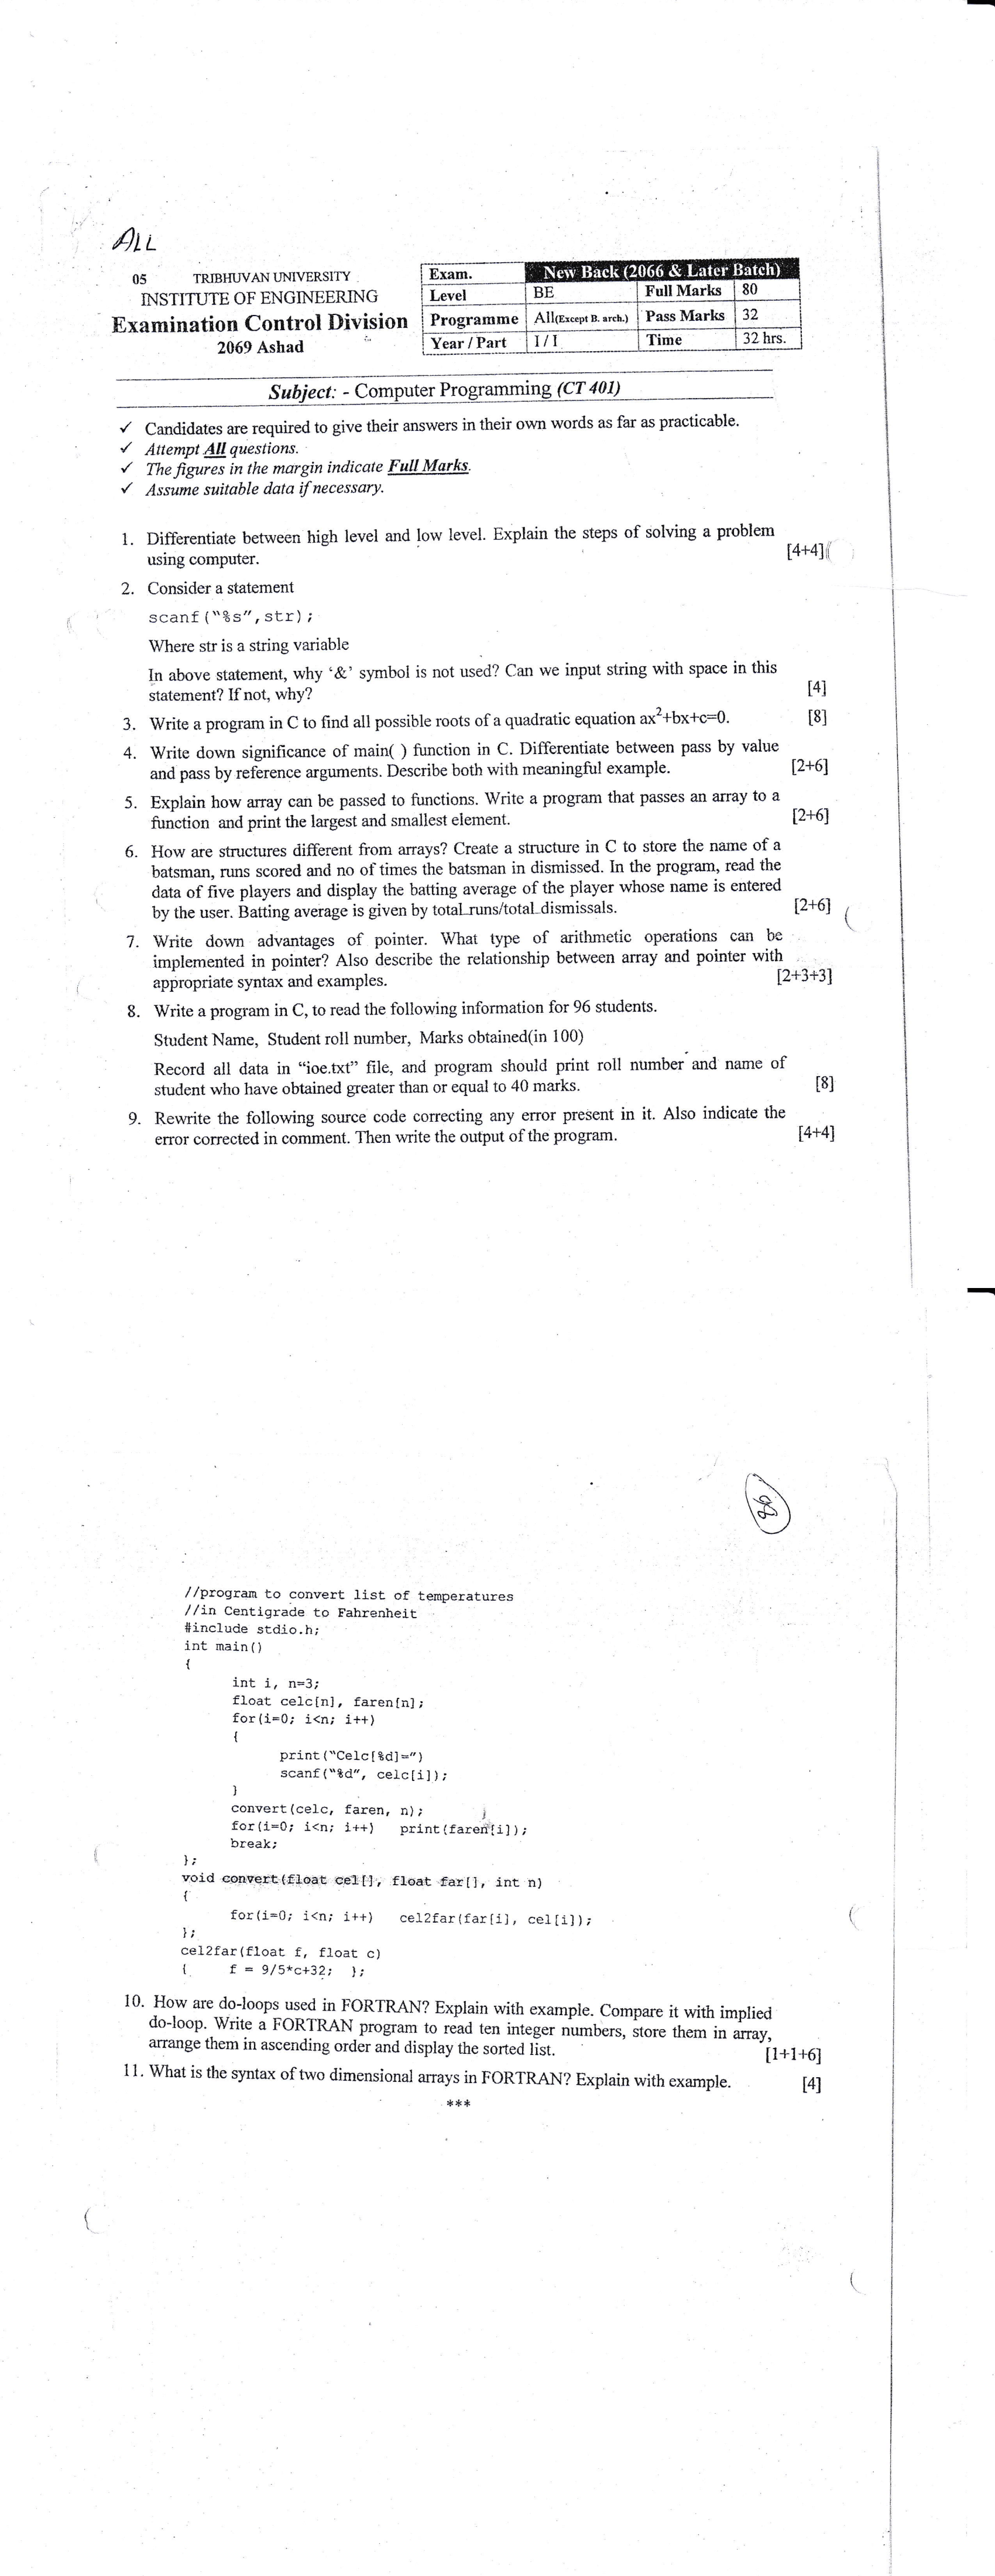 ALL
05 TRIBHUVAN UNIVERSITY
INSTITUTE OF ENGINEERING
Examination Control Division
2069 Ashad
Exam. New Back (2066 & Later Batch)
Level BE Full Marks 80
Programme All(Except B. arch.) Pass Marks 32
Year / Part I / I Time 32 hrs.
Subject: - Computer Programming (CT 401)
✓ Candidates are required to give their answers in their own words as far as practicable.
✓ Attempt All questions.
✓ The figures in the margin indicate Full Marks.
✓ Assume suitable data if necessary.
1. Differentiate between high level and low level. Explain the steps of solving a problem
using computer. [4+4]
2. Consider a statement
scanf("%s",str);
Where str is a string variable
In above statement, why ‘&’ symbol is not used? Can we input string with space in this
statement? If not, why? [4]
3. Write a program in C to find all possible roots of a quadratic equation ax²+bx+c=0. [8]
4. Write down significance of main( ) function in C. Differentiate between pass by value
and pass by reference arguments. Describe both with meaningful example. [2+6]
5. Explain how array can be passed to functions. Write a program that passes an array to a
function and print the largest and smallest element. [2+6]
6. How are structures different from arrays? Create a structure in C to store the name of a
batsman, runs scored and no of times the batsman in dismissed. In the program, read the
data of five players and display the batting average of the player whose name is entered
by the user. Batting average is given by total_runs/total_dismissals. [2+6]
7. Write down advantages of pointer. What type of arithmetic operations can be
implemented in pointer? Also describe the relationship between array and pointer with
appropriate syntax and examples. [2+3+3]
8. Write a program in C, to read the following information for 96 students.
Student Name, Student roll number, Marks obtained(in 100)
Record all data in “ioe.txt” file, and program should print roll number and name of
student who have obtained greater than or equal to 40 marks. [8]
9. Rewrite the following source code correcting any error present in it. Also indicate the
error corrected in comment. Then write the output of the program. [4+4]
//program to convert list of temperatures
//in Centigrade to Fahrenheit
#include stdio.h;
int main()
{
int i, n=3;
float celc[n], faren[n];
for(i=0; i<n; i++)
{
print("Celc[%d]=")
scanf("%d", celc[i]);
}
convert(celc, faren, n);
for(i=0; i<n; i++) print(faren[i]);
break;
};
void convert(float cel[], float far[], int n)
{
for(i=0; i<n; i++) cel2far(far[i], cel[i]);
};
cel2far(float f, float c)
{ f = 9/5*c+32; };
10. How are do-loops used in FORTRAN? Explain with example. Compare it with implied
do-loop. Write a FORTRAN program to read ten integer numbers, store them in array,
arrange them in ascending order and display the sorted list. [1+1+6]
11. What is the syntax of two dimensional arrays in FORTRAN? Explain with example. [4]
***